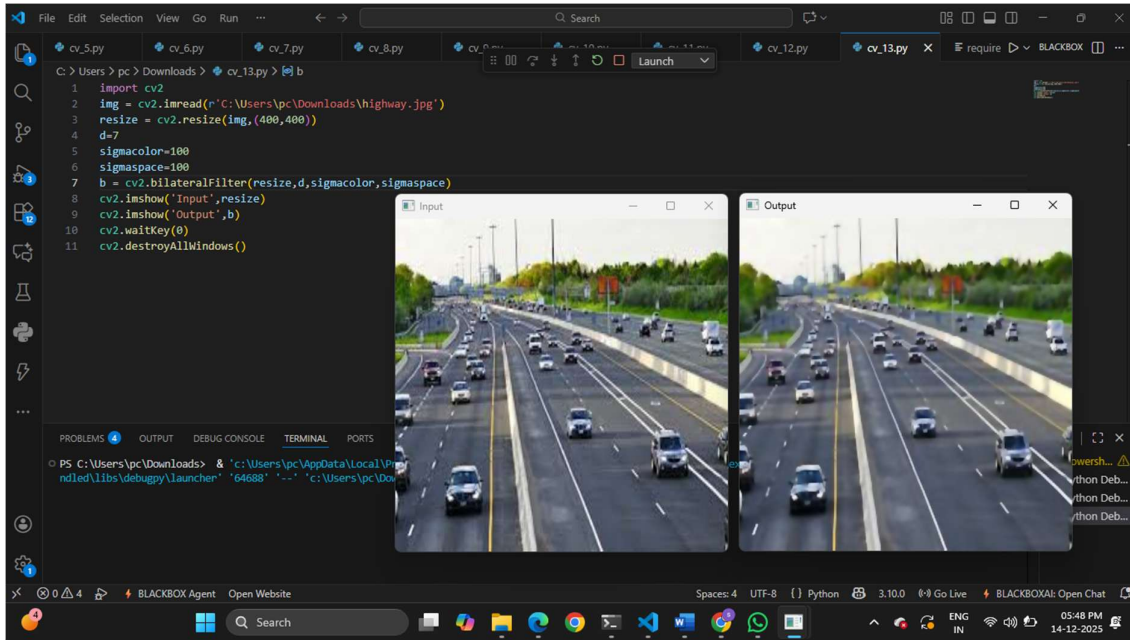 File Edit Selection View Go Run ··· Search
cv_5.py cv_6.py cv_7.py cv_8.py cv_12.py cv_13.py require BLACKBOX
Launch
C: > Users > pc > Downloads > cv_13.py > b
1 import cv2
2 img = cv2.imread(r'C:\Users\pc\Downloads\highway.jpg')
3 resize = cv2.resize(img,(400,400))
4 d=7
5 sigmacolor=100
6 sigmaspace=100
7 b = cv2.bilateralFilter(resize,d,sigmacolor,sigmaspace)
8 cv2.imshow('Input',resize)
9 cv2.imshow('Output',b)
10 cv2.waitKey(0)
11 cv2.destroyAllWindows()
Input
Output
PROBLEMS 4 OUTPUT DEBUG CONSOLE TERMINAL PORTS
PS C:\Users\pc\Downloads> & 'c:\Users\pc\AppData\Local\Pr
ndled\libs\debugpy\launcher' '64688' '--' 'c:\Users\pc\Dow
owersh...
ython Deb...
ython Deb...
ython Deb...
0 4 BLACKBOX Agent Open Website Spaces: 4 UTF-8 { } Python 3.10.0 Go Live BLACKBOXAI: Open Chat
Search
ENG
IN
05:48 PM
14-12-2025